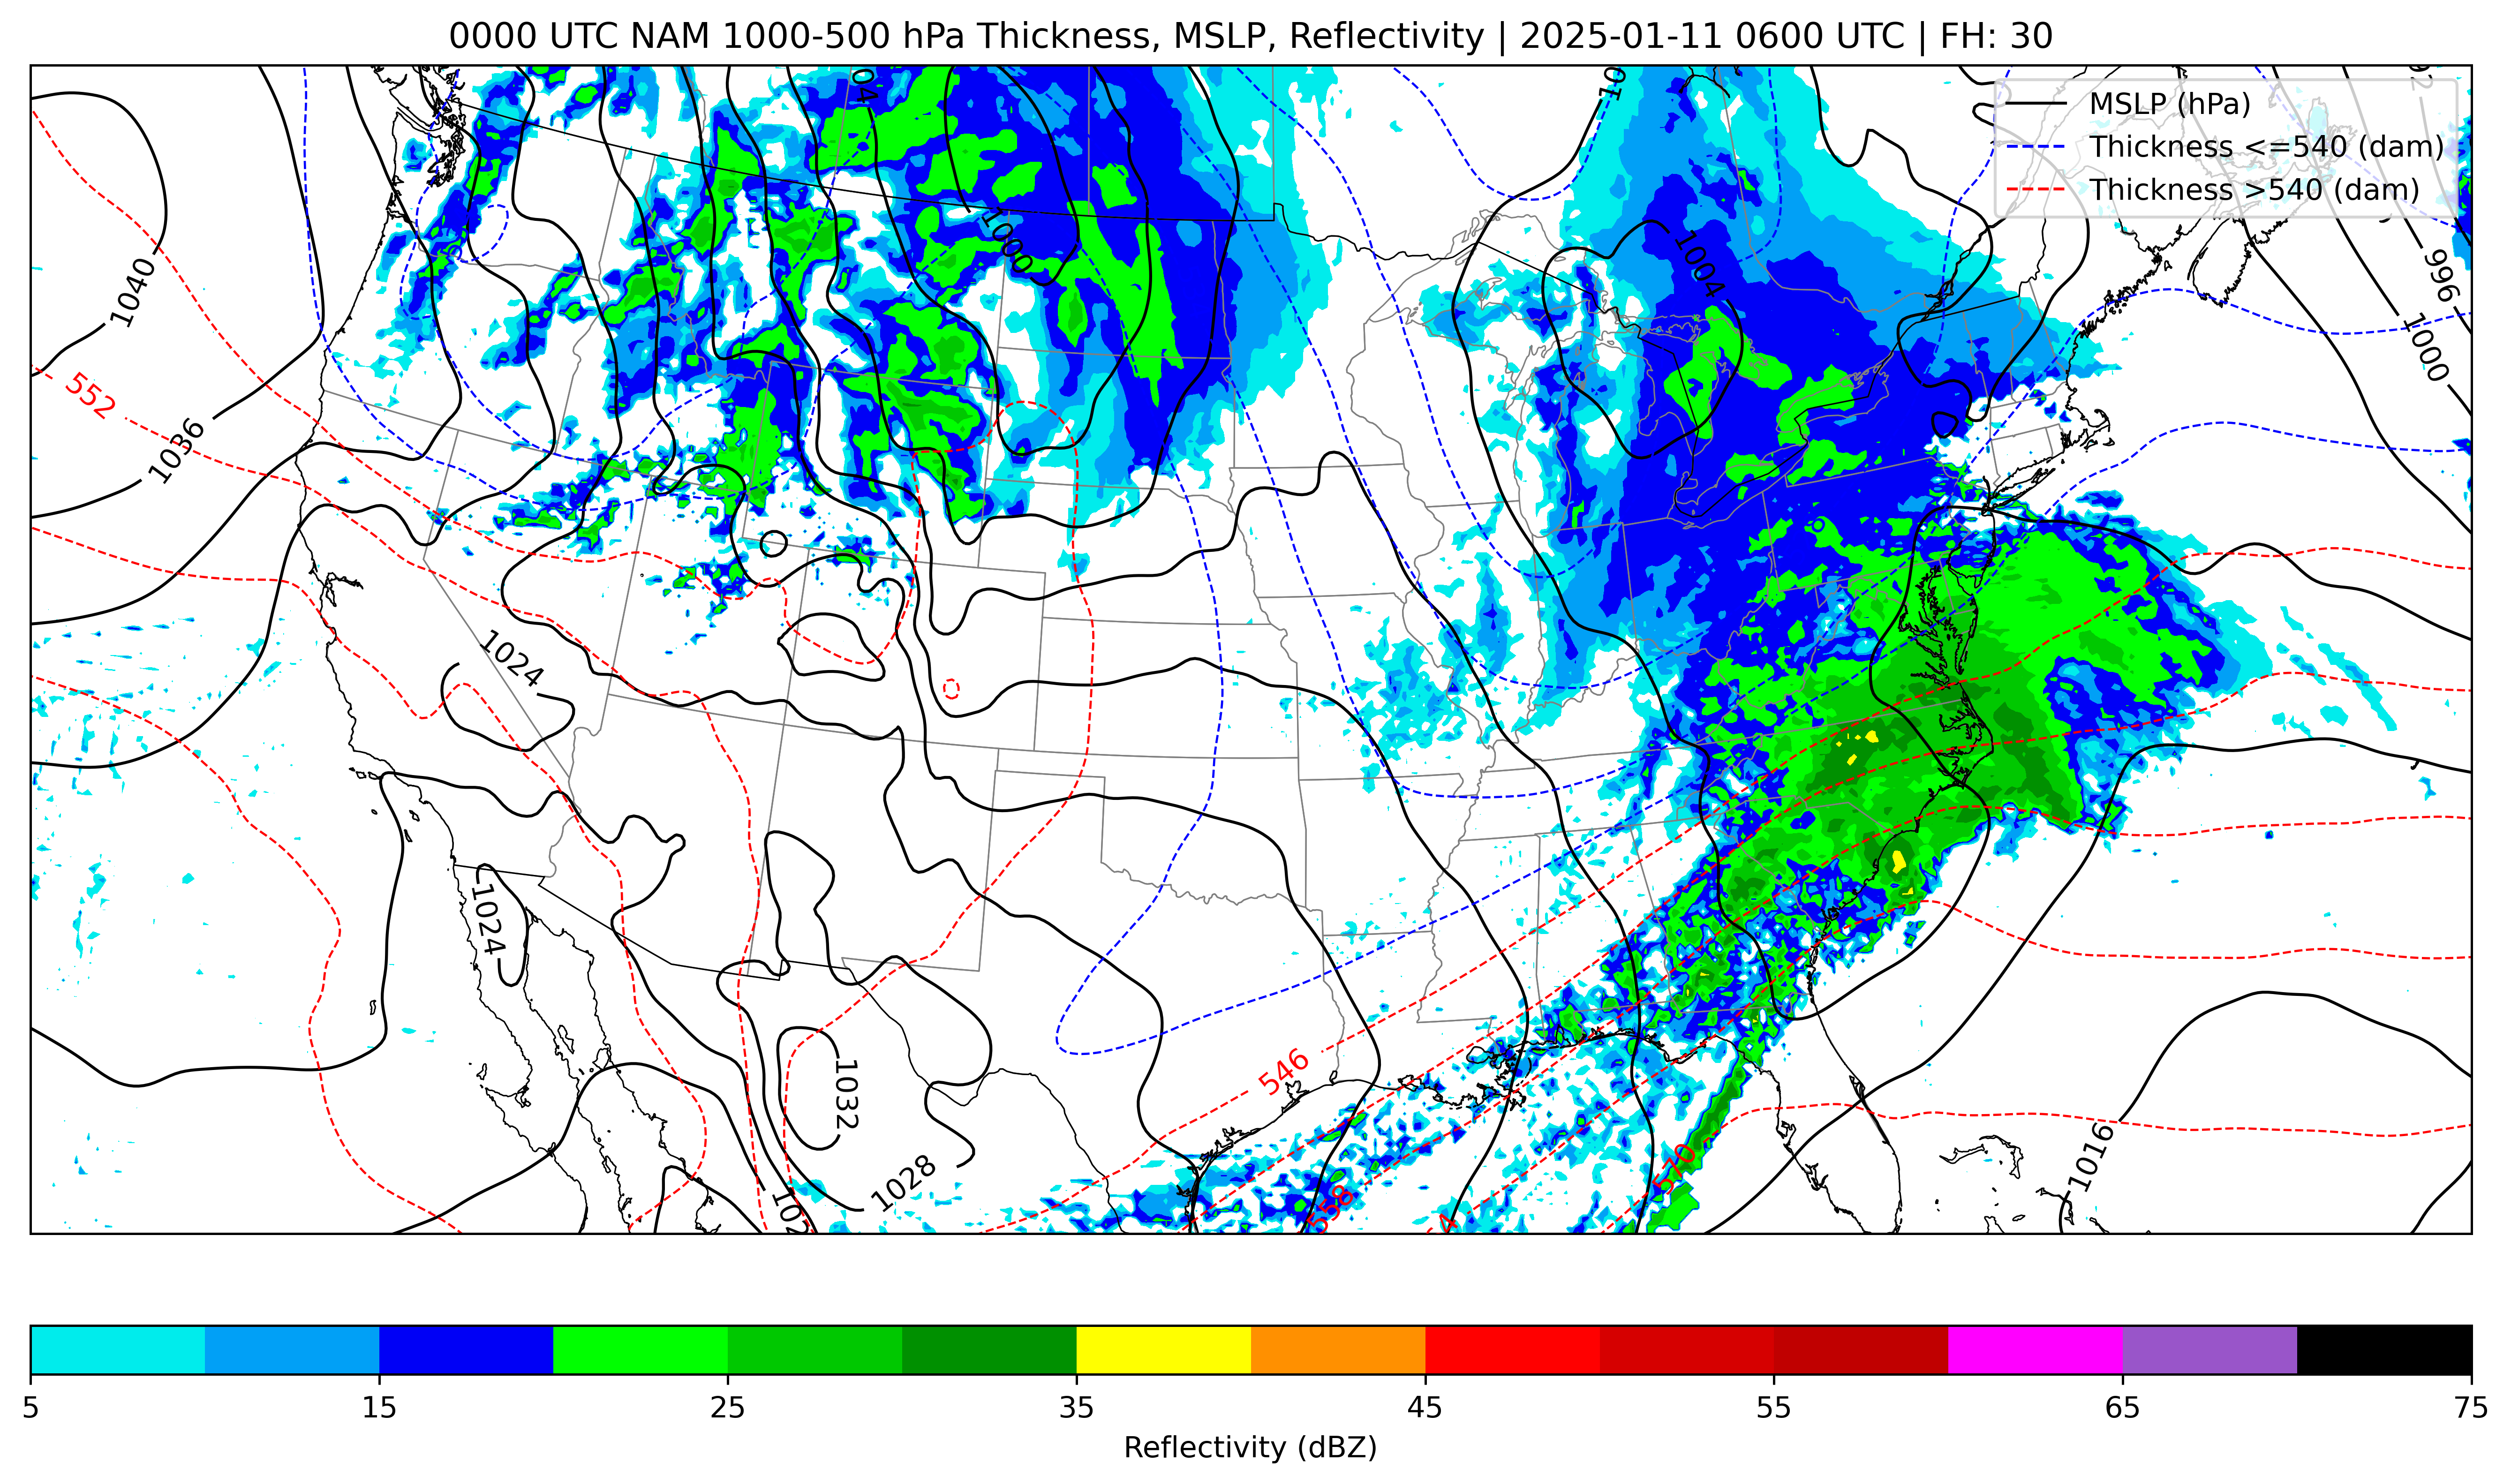 0000 UTC NAM 1000-500 hPa Thickness, MSLP, Reflectivity | 2025-01-11 0600 UTC | FH: 30
MSLP (hPa)
Thickness <=540 (dam)
Thickness >540 (dam)
1040
1000
1004
996
1000
552
1036
1024
1024
546
1032
1028
558
570
1016
5 15 25 35 45 55 65 75
Reflectivity (dBZ)